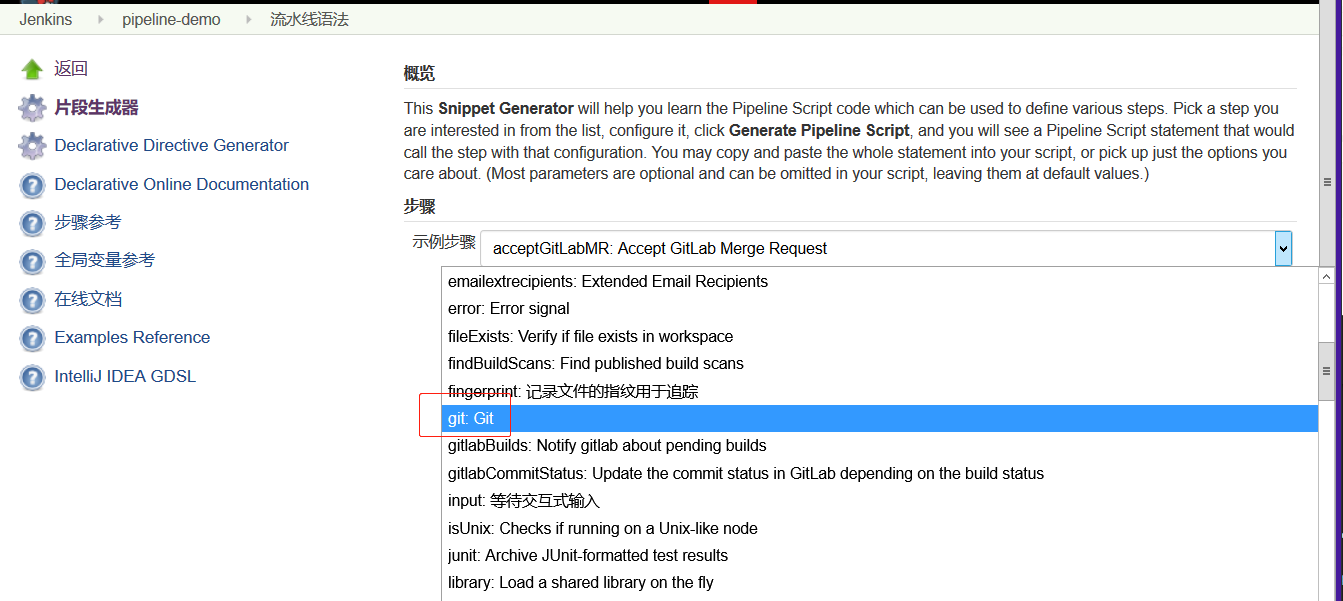 Jenkins pipeline-demo 流水线语法
返回
片段生成器
Declarative Directive Generator
Declarative Online Documentation
步骤参考
全局变量参考
在线文档
Examples Reference
IntelliJ IDEA GDSL
概览
This Snippet Generator will help you learn the Pipeline Script code which can be used to define various steps. Pick a step you
are interested in from the list, configure it, click Generate Pipeline Script, and you will see a Pipeline Script statement that would
call the step with that configuration. You may copy and paste the whole statement into your script, or pick up just the options you
care about. (Most parameters are optional and can be omitted in your script, leaving them at default values.)
步骤
示例步骤 acceptGitLabMR: Accept GitLab Merge Request
emailextrecipients: Extended Email Recipients
error: Error signal
fileExists: Verify if file exists in workspace
findBuildScans: Find published build scans
fingerprint: 记录文件的指纹用于追踪
git: Git
gitlabBuilds: Notify gitlab about pending builds
gitlabCommitStatus: Update the commit status in GitLab depending on the build status
input: 等待交互式输入
isUnix: Checks if running on a Unix-like node
junit: Archive JUnit-formatted test results
library: Load a shared library on the fly